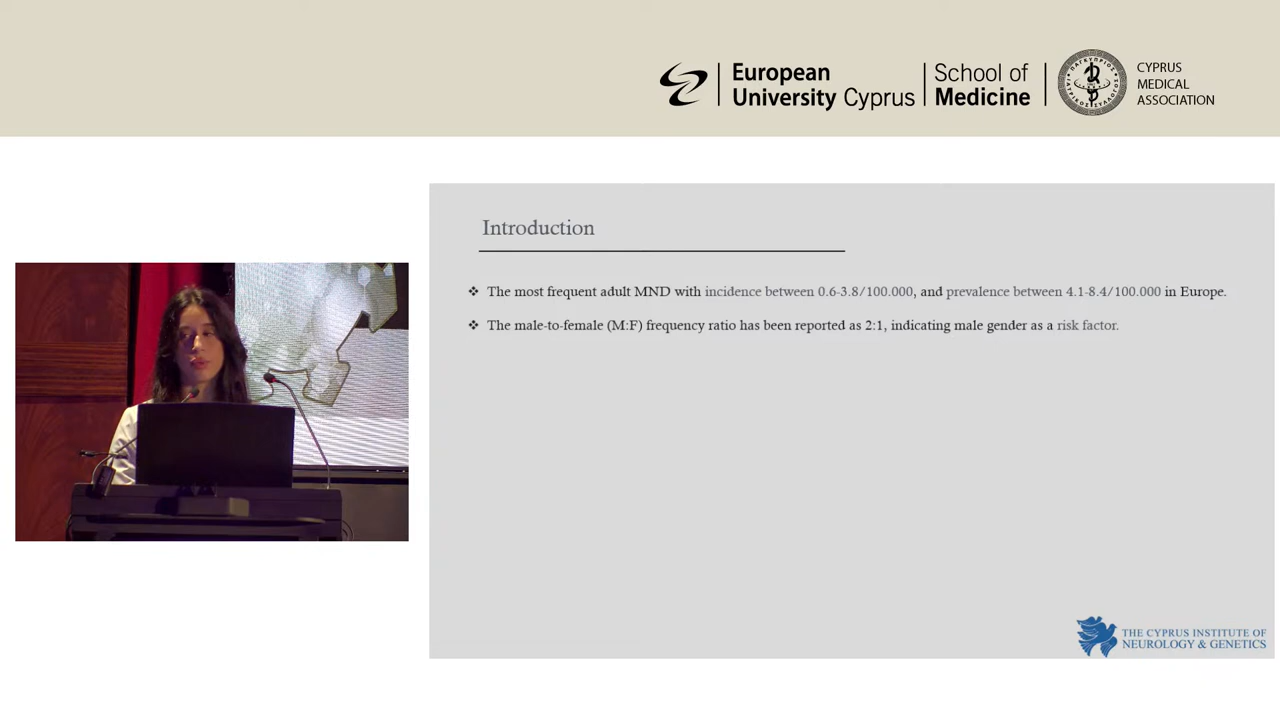 European
University Cyprus
School of
Medicine
ΠΑΓΚΥΠΡΙΟΣ
ΙΑΤΡΙΚΟΣ ΣΥΛΛΟΓΟΣ
CYPRUS
MEDICAL
ASSOCIATION
Introduction
❖ The most frequent adult MND with incidence between 0.6-3.8/100.000, and prevalence between 4.1-8.4/100.000 in Europe.
❖ The male-to-female (M:F) frequency ratio has been reported as 2:1, indicating male gender as a risk factor.
THE CYPRUS INSTITUTE OF
NEUROLOGY & GENETICS